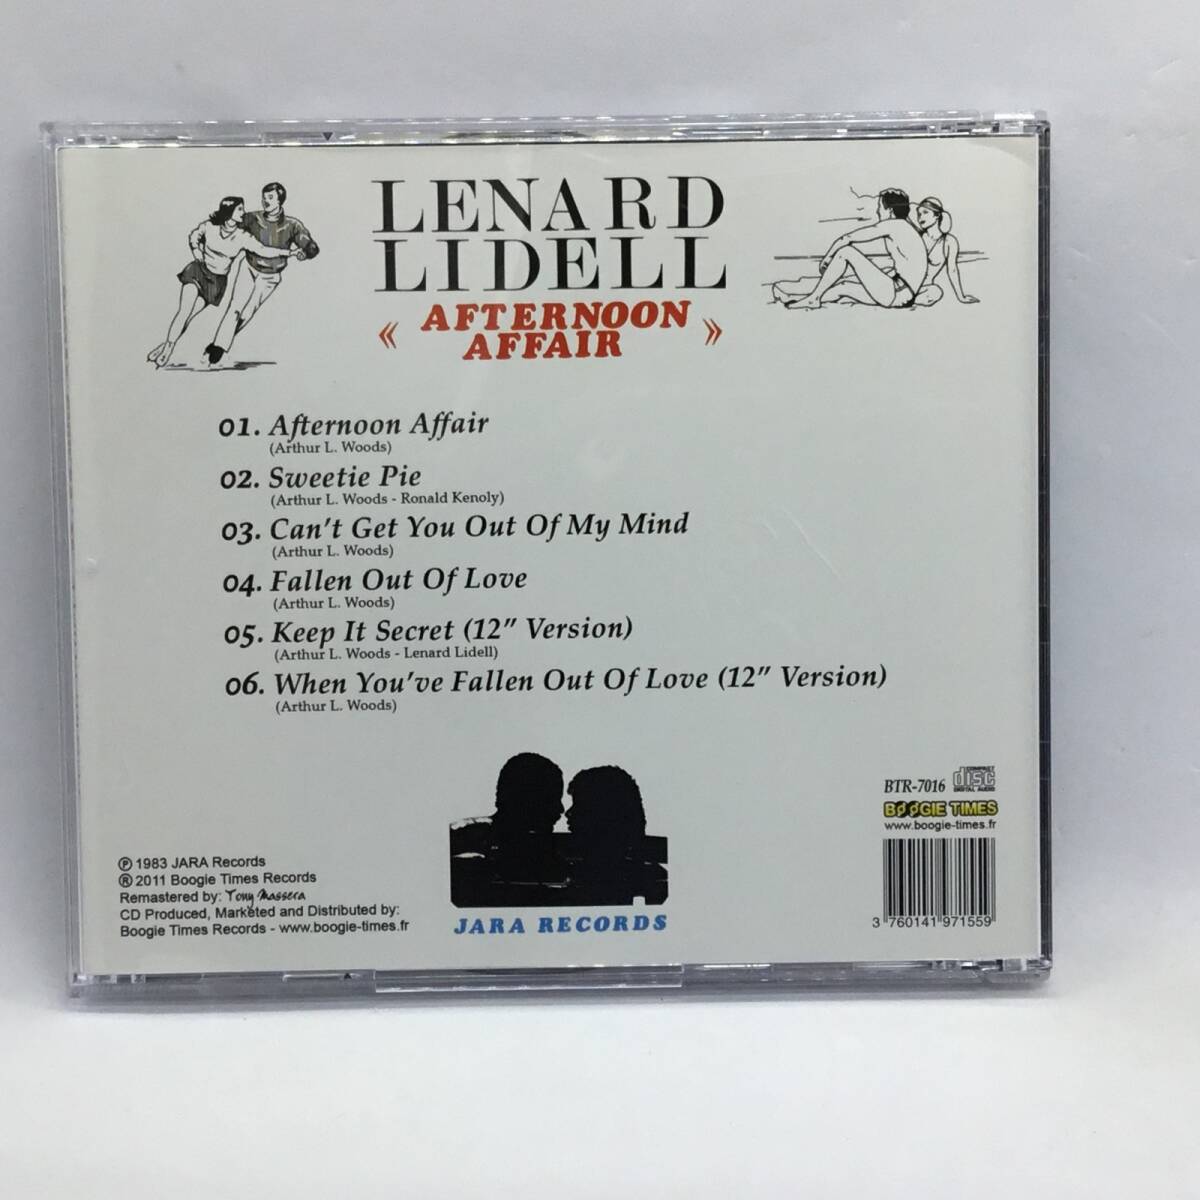 LENARD
LIDELL
« AFTERNOON
AFFAIR »
01. Afternoon Affair
(Arthur L. Woods)
02. Sweetie Pie
(Arthur L. Woods - Ronald Kenoly)
03. Can't Get You Out Of My Mind
(Arthur L. Woods)
04. Fallen Out Of Love
(Arthur L. Woods)
05. Keep It Secret (12" Version)
(Arthur L. Woods - Lenard Lidell)
06. When You've Fallen Out Of Love (12" Version)
(Arthur L. Woods)
BTR-7016
COMPACT
disc
DIGITAL AUDIO
BOOGIE TIMES
www.boogie-times.fr
3 760141 971559
℗ 1983 JARA Records
® 2011 Boogie Times Records
Remastered by: Tony Massera
CD Produced, Marketed and Distributed by:
Boogie Times Records - www.boogie-times.fr
JARA RECORDS